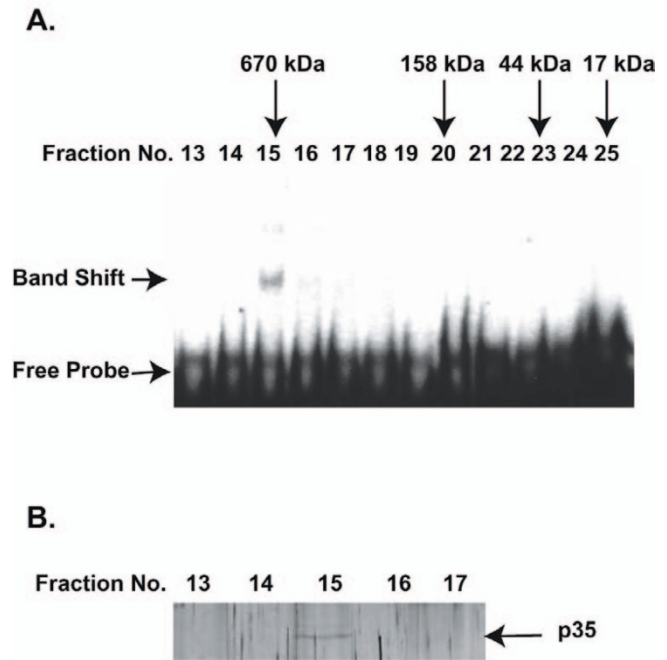 A.
670 kDa 158 kDa 44 kDa 17 kDa
Fraction No. 13 14 15 16 17 18 19 20 21 22 23 24 25
Band Shift
Free Probe
B.
Fraction No. 13 14 15 16 17
p35